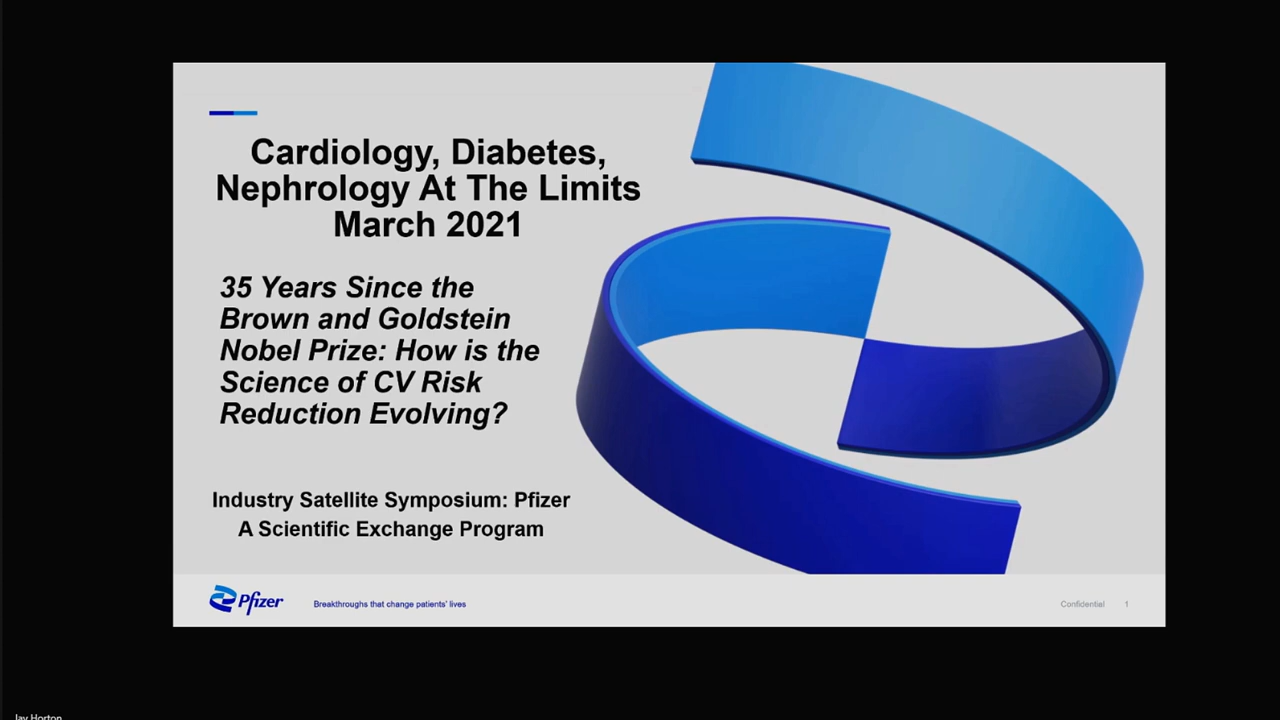 Cardiology, Diabetes,
Nephrology At The Limits
March 2021
35 Years Since the
Brown and Goldstein
Nobel Prize: How is the
Science of CV Risk
Reduction Evolving?
Industry Satellite Symposium: Pfizer
A Scientific Exchange Program
Pfizer
Breakthroughs that change patients' lives
Confidential 1
Jay Horton